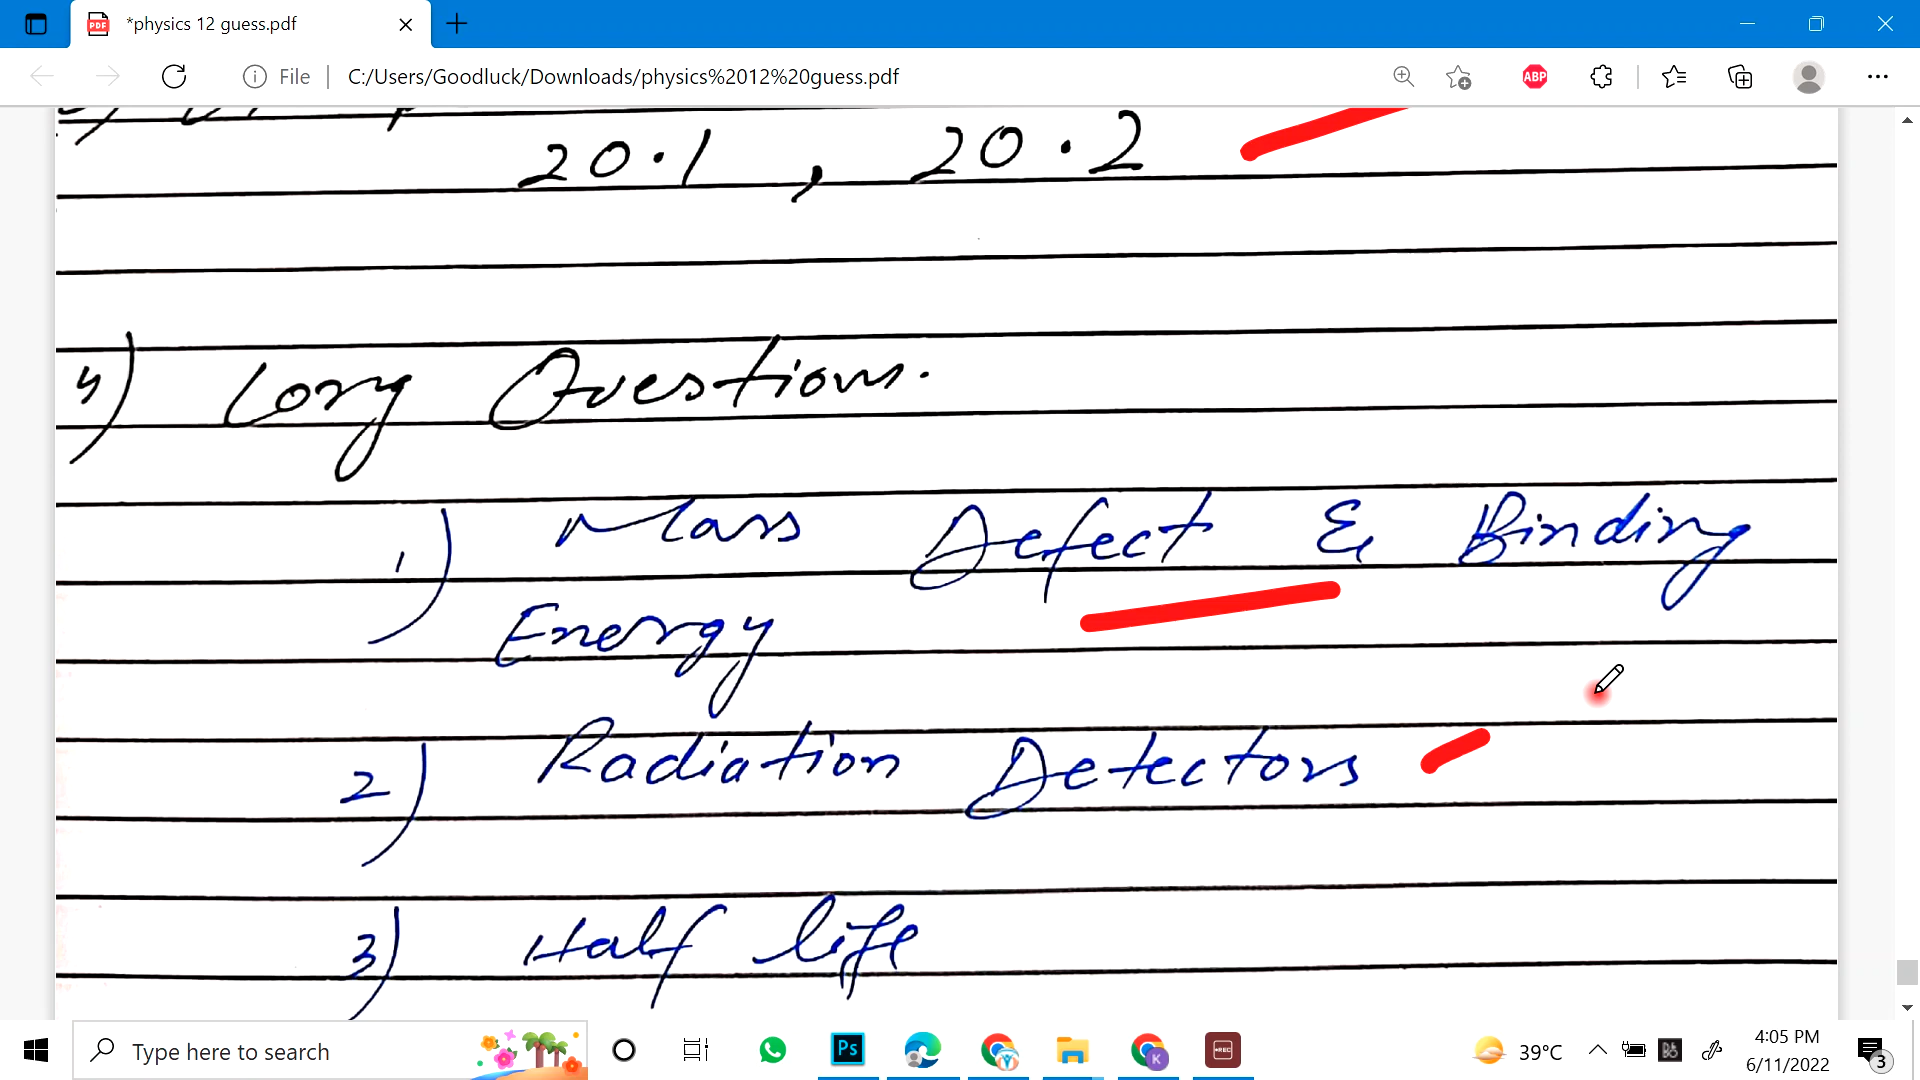 *physics 12 guess.pdf
File
C:/Users/Goodluck/Downloads/physics%2012%20guess.pdf
ABP
20.1 , 20.2
4) Long Questions.
1) Mass Defect & Binding
Energy
2) Radiation Detectors
3) Half life
Type here to search
Ps
K
REC
39°C
4:05 PM
6/11/2022
3